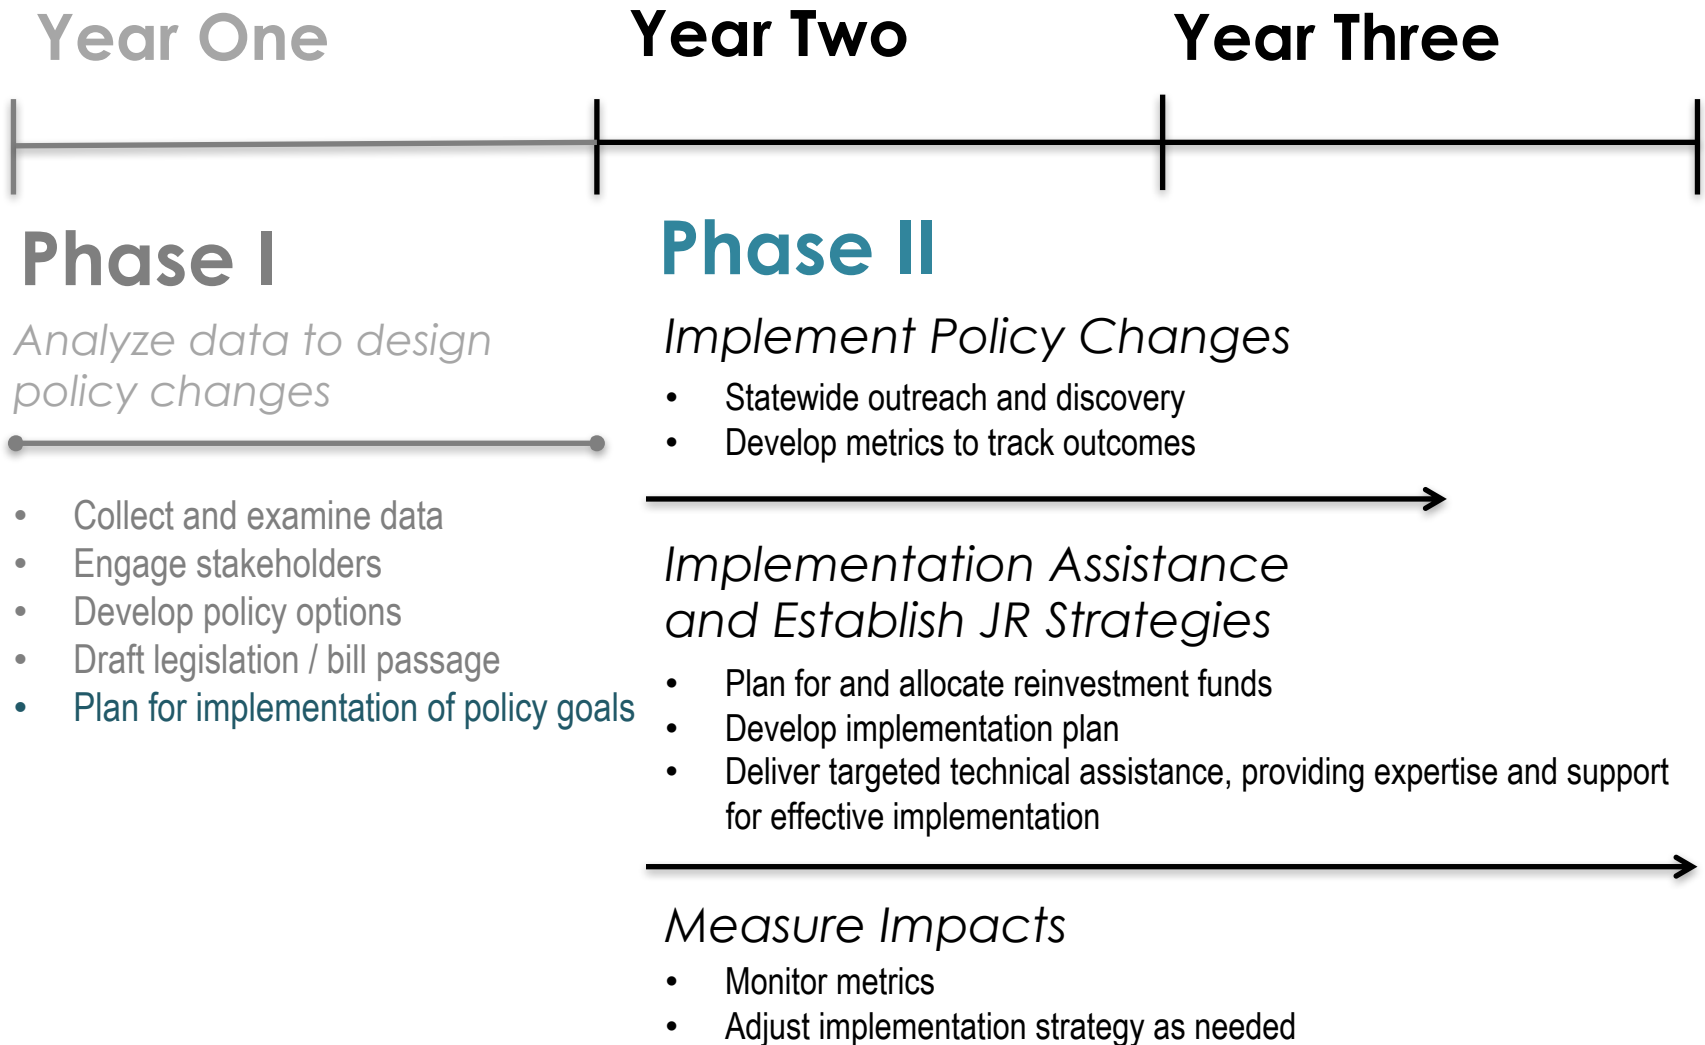 Year One
Year Two
Year Three
Phase I
Analyze data to design
policy changes
• Collect and examine data
• Engage stakeholders
• Develop policy options
• Draft legislation / bill passage
• Plan for implementation of policy goals
Phase II
Implement Policy Changes
• Statewide outreach and discovery
• Develop metrics to track outcomes
Implementation Assistance
and Establish JR Strategies
• Plan for and allocate reinvestment funds
• Develop implementation plan
• Deliver targeted technical assistance, providing expertise and support
for effective implementation
Measure Impacts
• Monitor metrics
• Adjust implementation strategy as needed